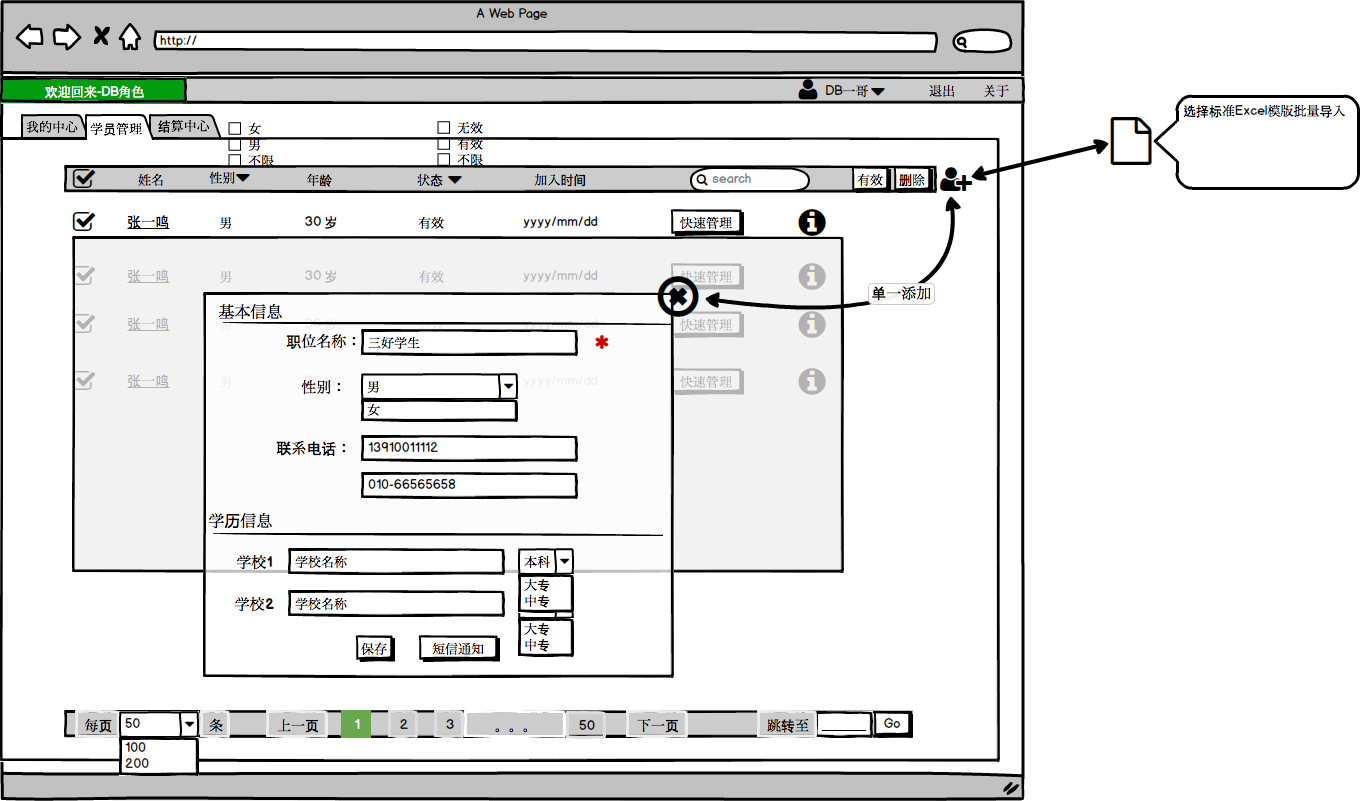 A Web Page
http://
欢迎回来-DB角色
DB一哥
退出
关于
我的中心
学员管理
结算中心
女
男
不限
无效
有效
不限
选择标准Excel模版批量导入
姓名
性别
年龄
状态
加入时间
search
有效
删除
张一鸣
男
30 岁
有效
yyyy/mm/dd
快速管理
张一鸣
男
30 岁
有效
yyyy/mm/dd
快速管理
单一添加
基本信息
张一鸣
快速管理
职位名称：
三好学生
*
张一鸣
男
yyyy/mm/dd
快速管理
性别：
男
女
联系电话：
13910011112
010-66565658
学历信息
学校1
学校名称
本科
大专
中专
学校2
学校名称
大专
中专
保存
短信通知
每页
50
条
上一页
1
2
3
。。。
50
下一页
跳转至
Go
100
200